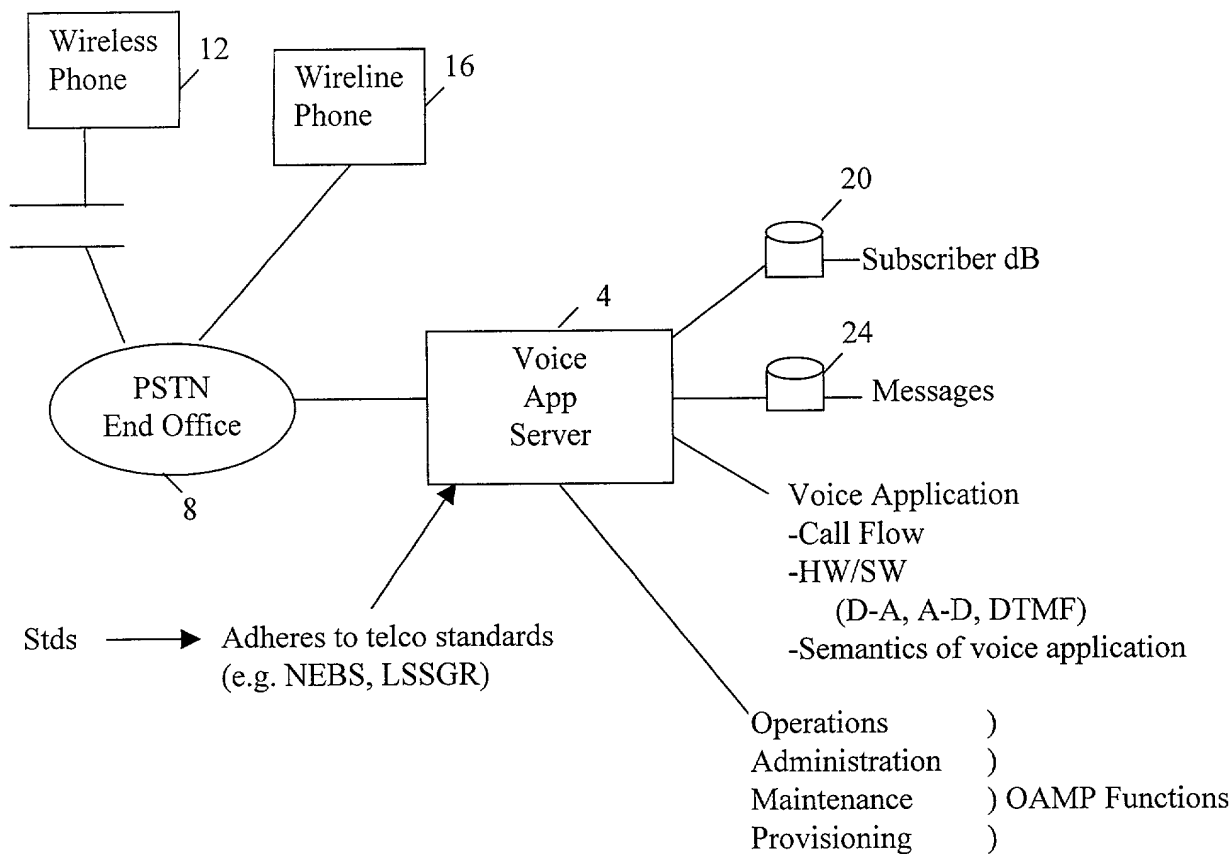 Wireless
Phone
12
Wireline
Phone
16
20
Subscriber dB
4
Voice
App
Server
24
Messages
PSTN
End Office
8
Voice Application
-Call Flow
-HW/SW
(D-A, A-D, DTMF)
-Semantics of voice application
Stds
Adheres to telco standards
(e.g. NEBS, LSSGR)
Operations )
Administration )
Maintenance ) OAMP Functions
Provisioning )